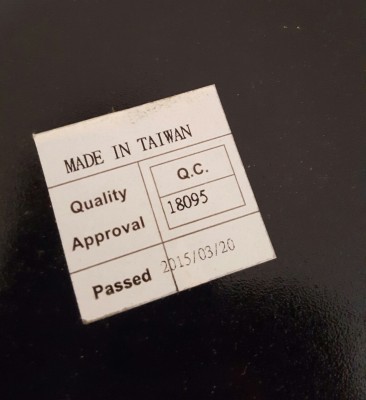 MADE IN TAIWAN
Quality
Approval
Q.C.
18095
Passed 2015/03/20